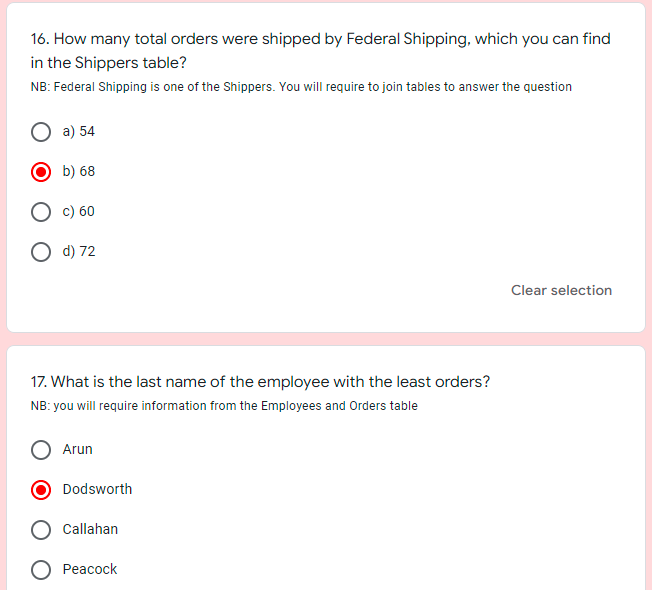 16. How many total orders were shipped by Federal Shipping, which you can find
in the Shippers table?
NB: Federal Shipping is one of the Shippers. You will require to join tables to answer the question
a) 54
b) 68
c) 60
d) 72
Clear selection
17. What is the last name of the employee with the least orders?
NB: you will require information from the Employees and Orders table
Arun
Dodsworth
Callahan
Peacock